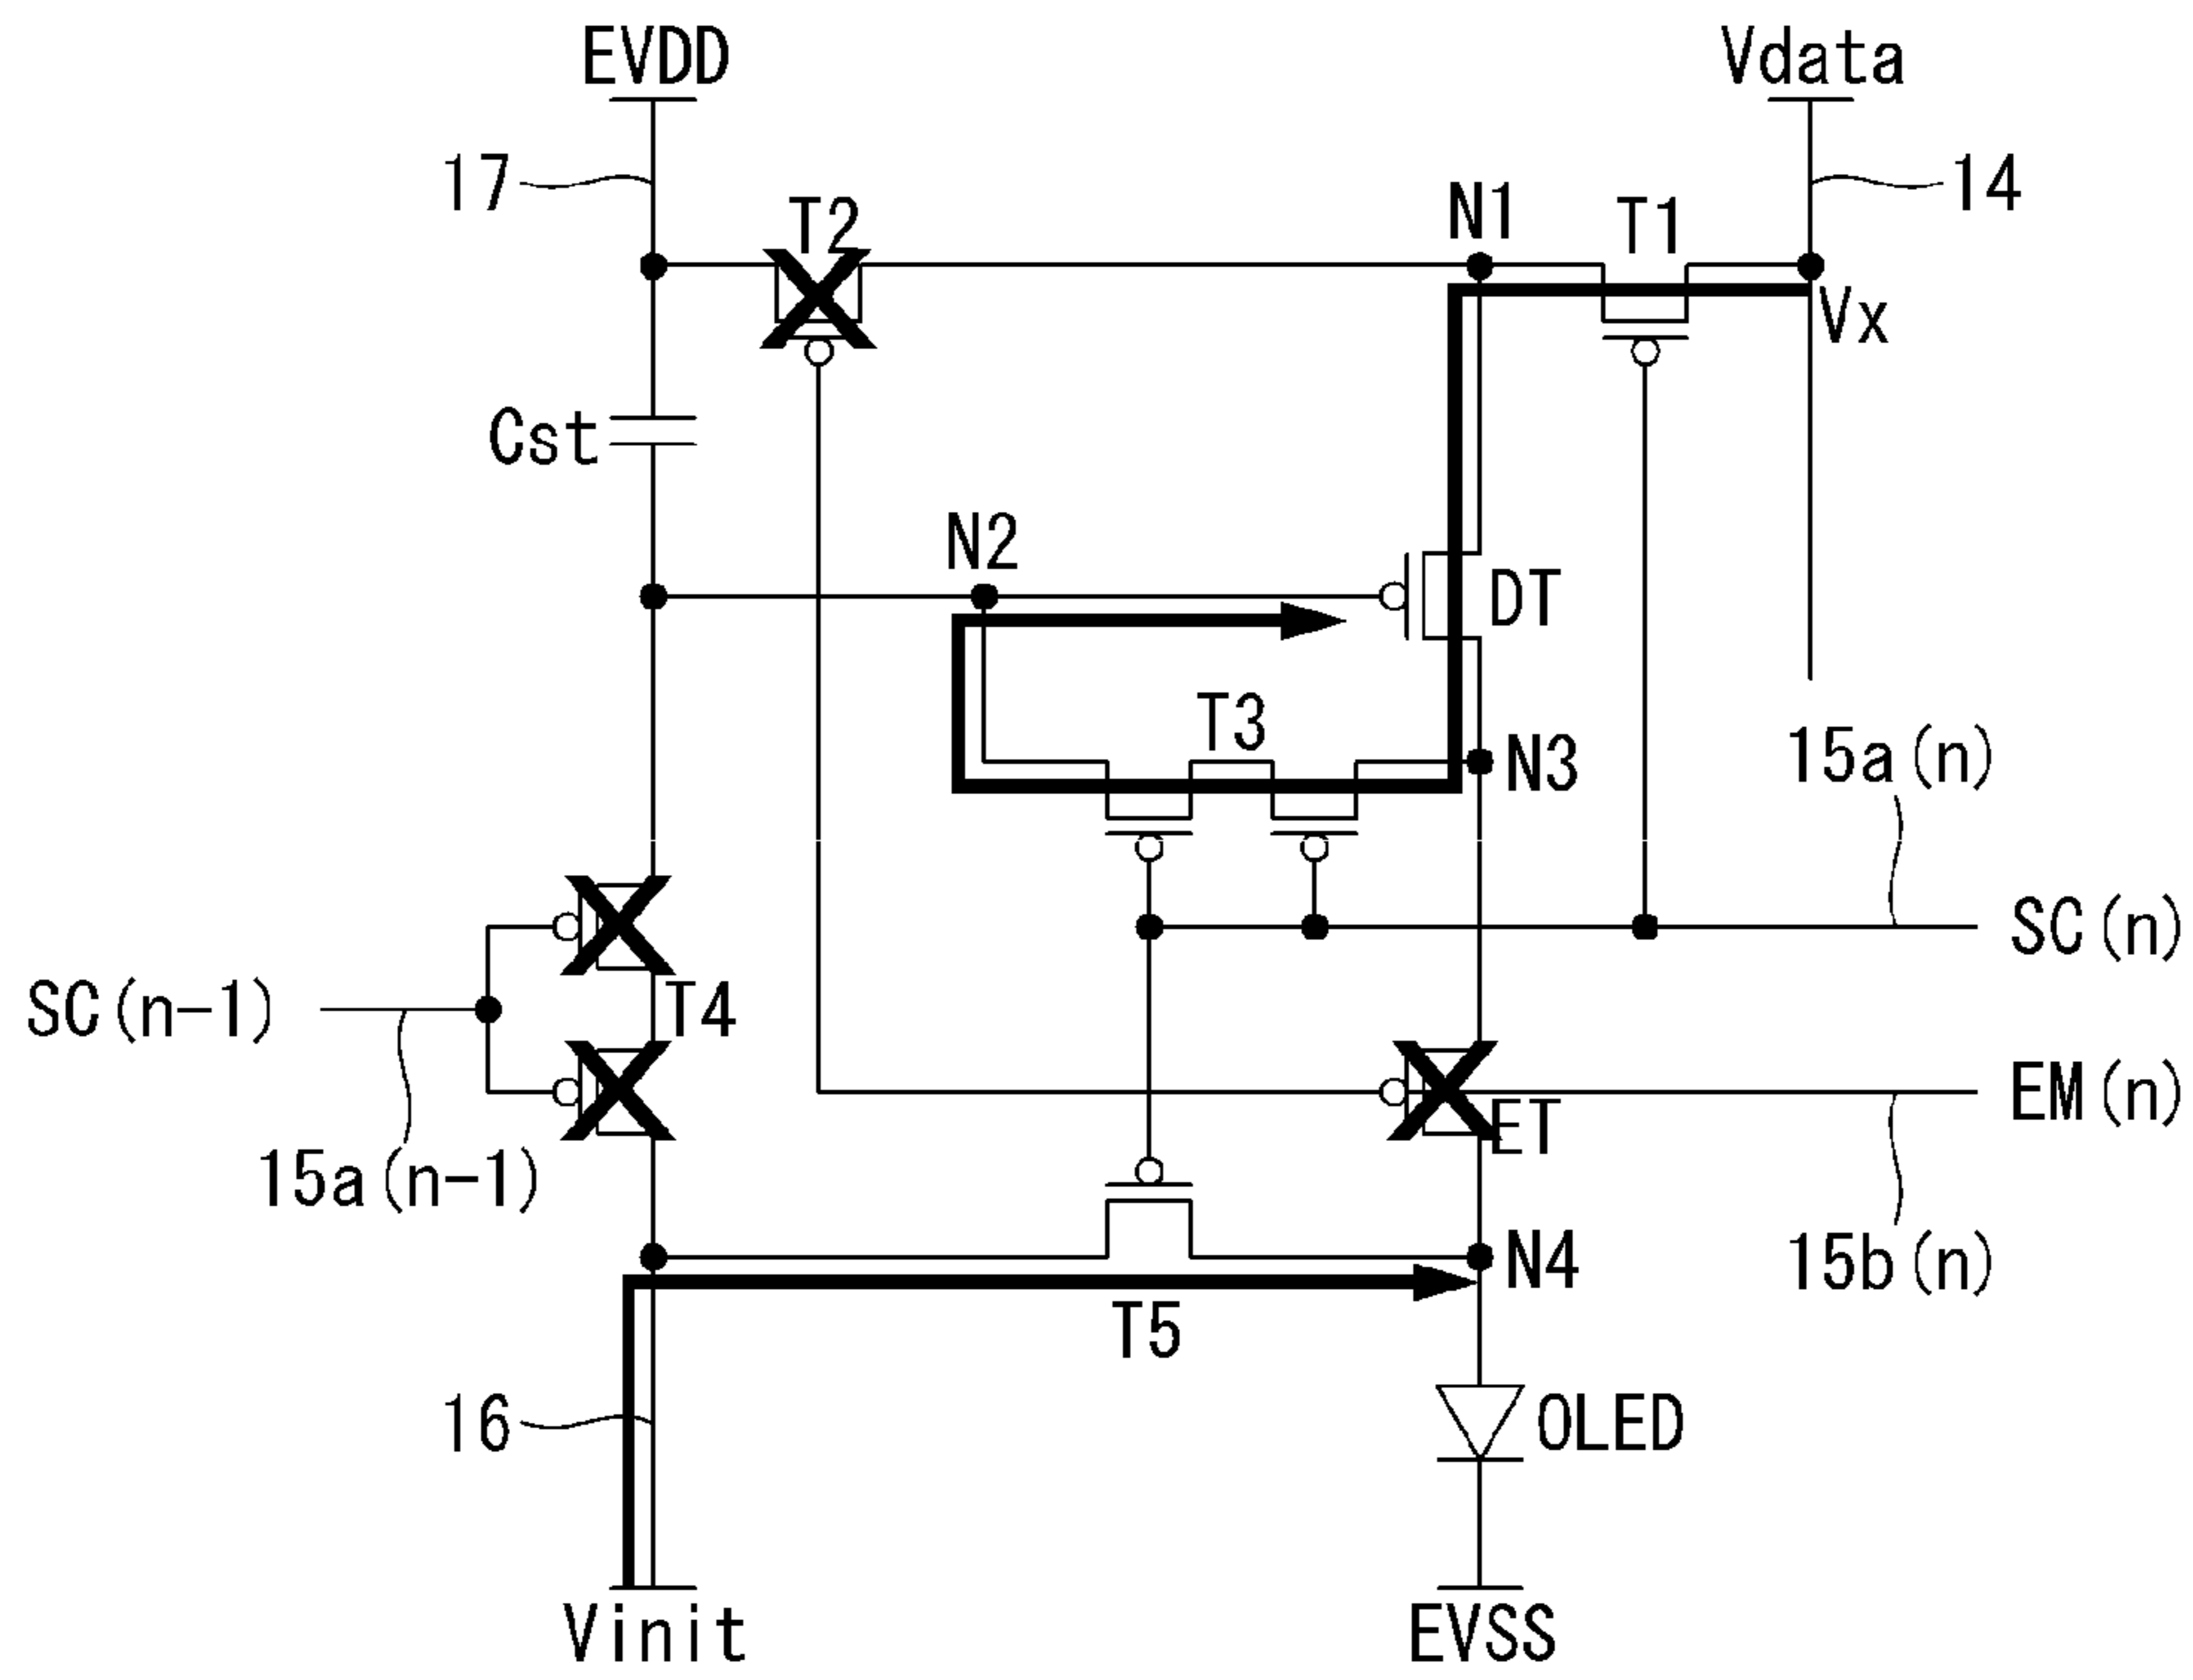 EVDD
Vdata
17
14
T2
N1
T1
Vx
Cst
N2
DT
T3
N3
15a(n)
SC(n)
SC(n-1)
T4
EM(n)
ET
15a(n-1)
N4
15b(n)
T5
16
OLED
Vinit
EVSS